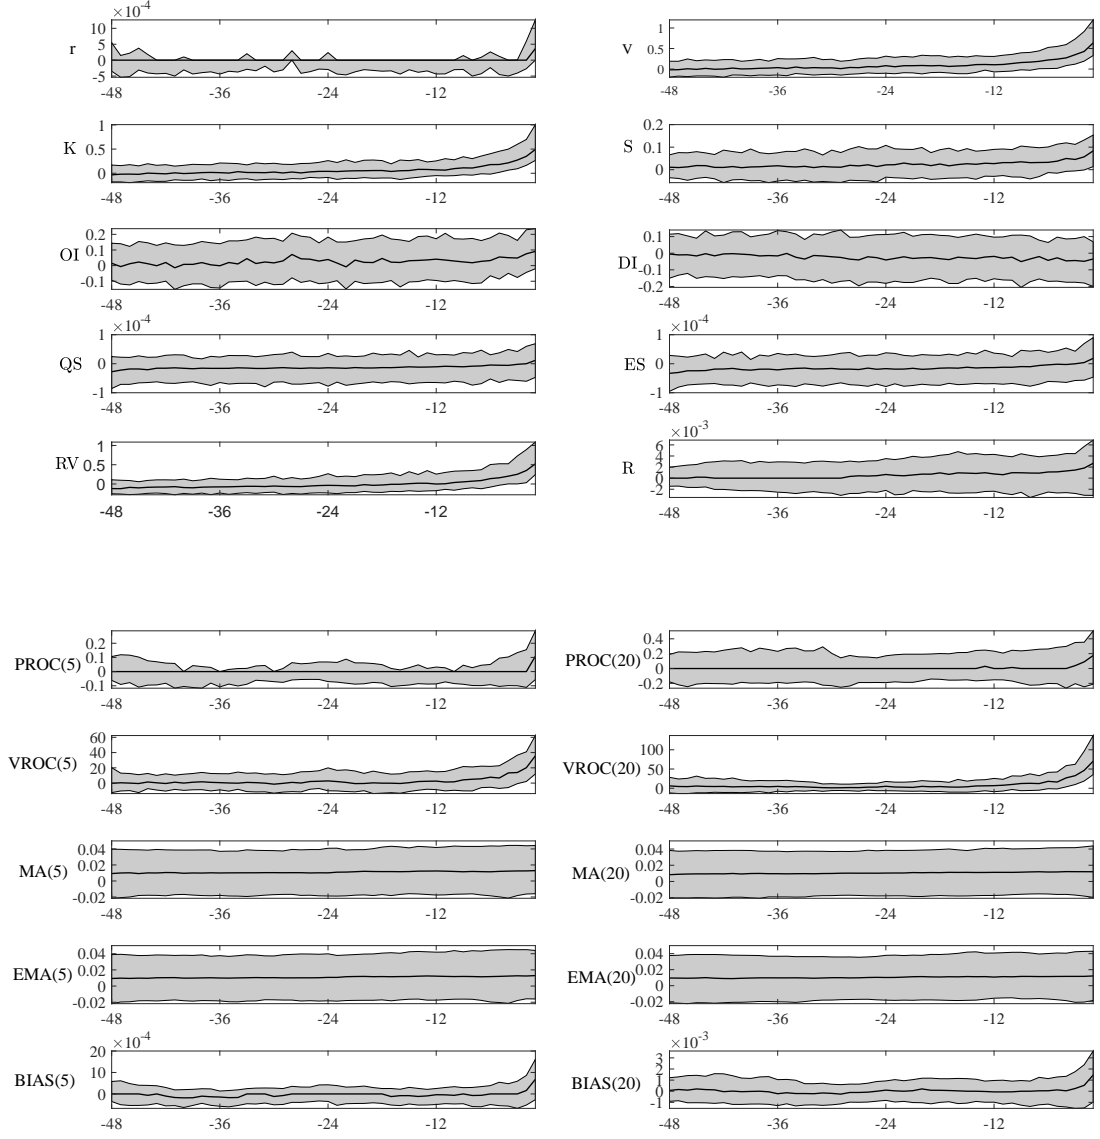 ×10^-4
r 10 5 0 -5
-48 -36 -24 -12
V 1 0.5 0
-48 -36 -24 -12
K 1 0.5 0
-48 -36 -24 -12
S 0.2 0.1 0
-48 -36 -24 -12
OI 0.2 0.1 0 -0.1
-48 -36 -24 -12
DI 0.1 0 -0.1 -0.2
-48 -36 -24 -12
×10^-4
QS 1 0 -1
-48 -36 -24 -12
×10^-4
ES 1 0 -1
-48 -36 -24 -12
RV 1 0.5 0
-48 -36 -24 -12
×10^-3
R 6 4 2 0 -2
-48 -36 -24 -12
PROC(5) 0.2 0.1 0 -0.1
-48 -36 -24 -12
PROC(20) 0.4 0.2 0 -0.2
-48 -36 -24 -12
VROC(5) 60 40 20 0
-48 -36 -24 -12
VROC(20) 100 50 0
-48 -36 -24 -12
MA(5) 0.04 0.02 0 -0.02
-48 -36 -24 -12
MA(20) 0.04 0.02 0 -0.02
-48 -36 -24 -12
EMA(5) 0.04 0.02 0 -0.02
-48 -36 -24 -12
EMA(20) 0.04 0.02 0 -0.02
-48 -36 -24 -12
×10^-4
BIAS(5) 20 10 0
-48 -36 -24 -12
×10^-3
BIAS(20) 3 2 1 0 -1
-48 -36 -24 -12